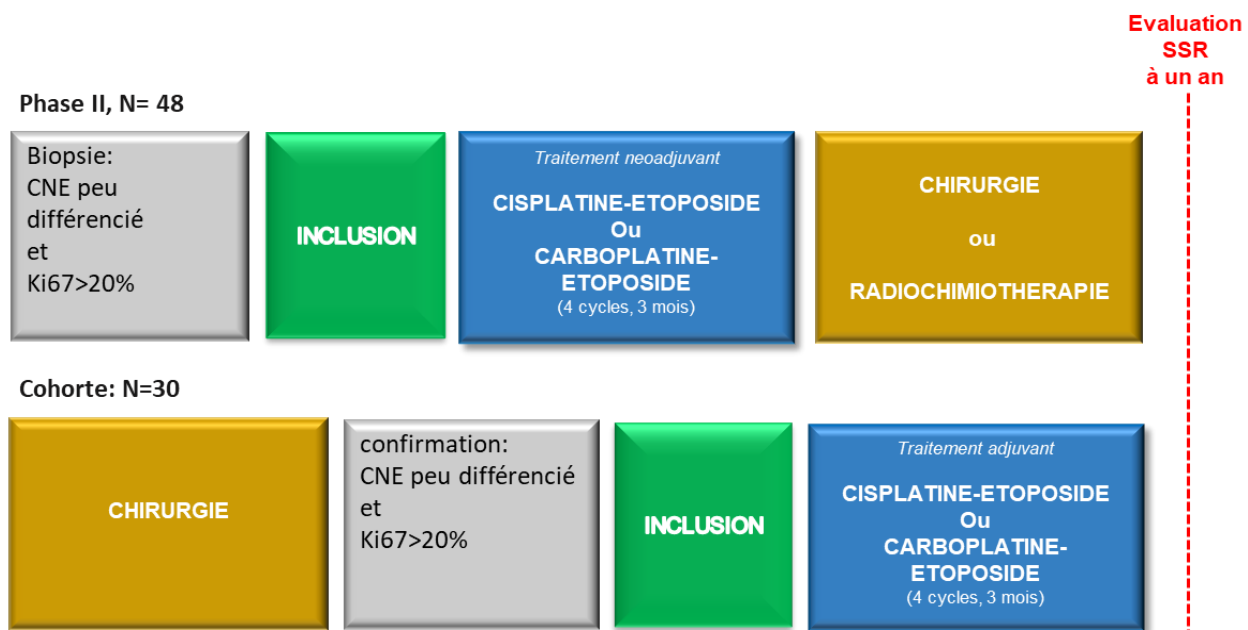 Evaluation
SSR
à un an
Phase II, N= 48
Biopsie:
CNE peu
différencié
et
Ki67>20%
INCLUSION
Traitement neoadjuvant
CISPLATINE-ETOPOSIDE
Ou
CARBOPLATINE-
ETOPOSIDE
(4 cycles, 3 mois)
CHIRURGIE
ou
RADIOCHIMIOTHERAPIE
Cohorte: N=30
CHIRURGIE
confirmation:
CNE peu différencié
et
Ki67>20%
INCLUSION
Traitement adjuvant
CISPLATINE-ETOPOSIDE
Ou
CARBOPLATINE-
ETOPOSIDE
(4 cycles, 3 mois)